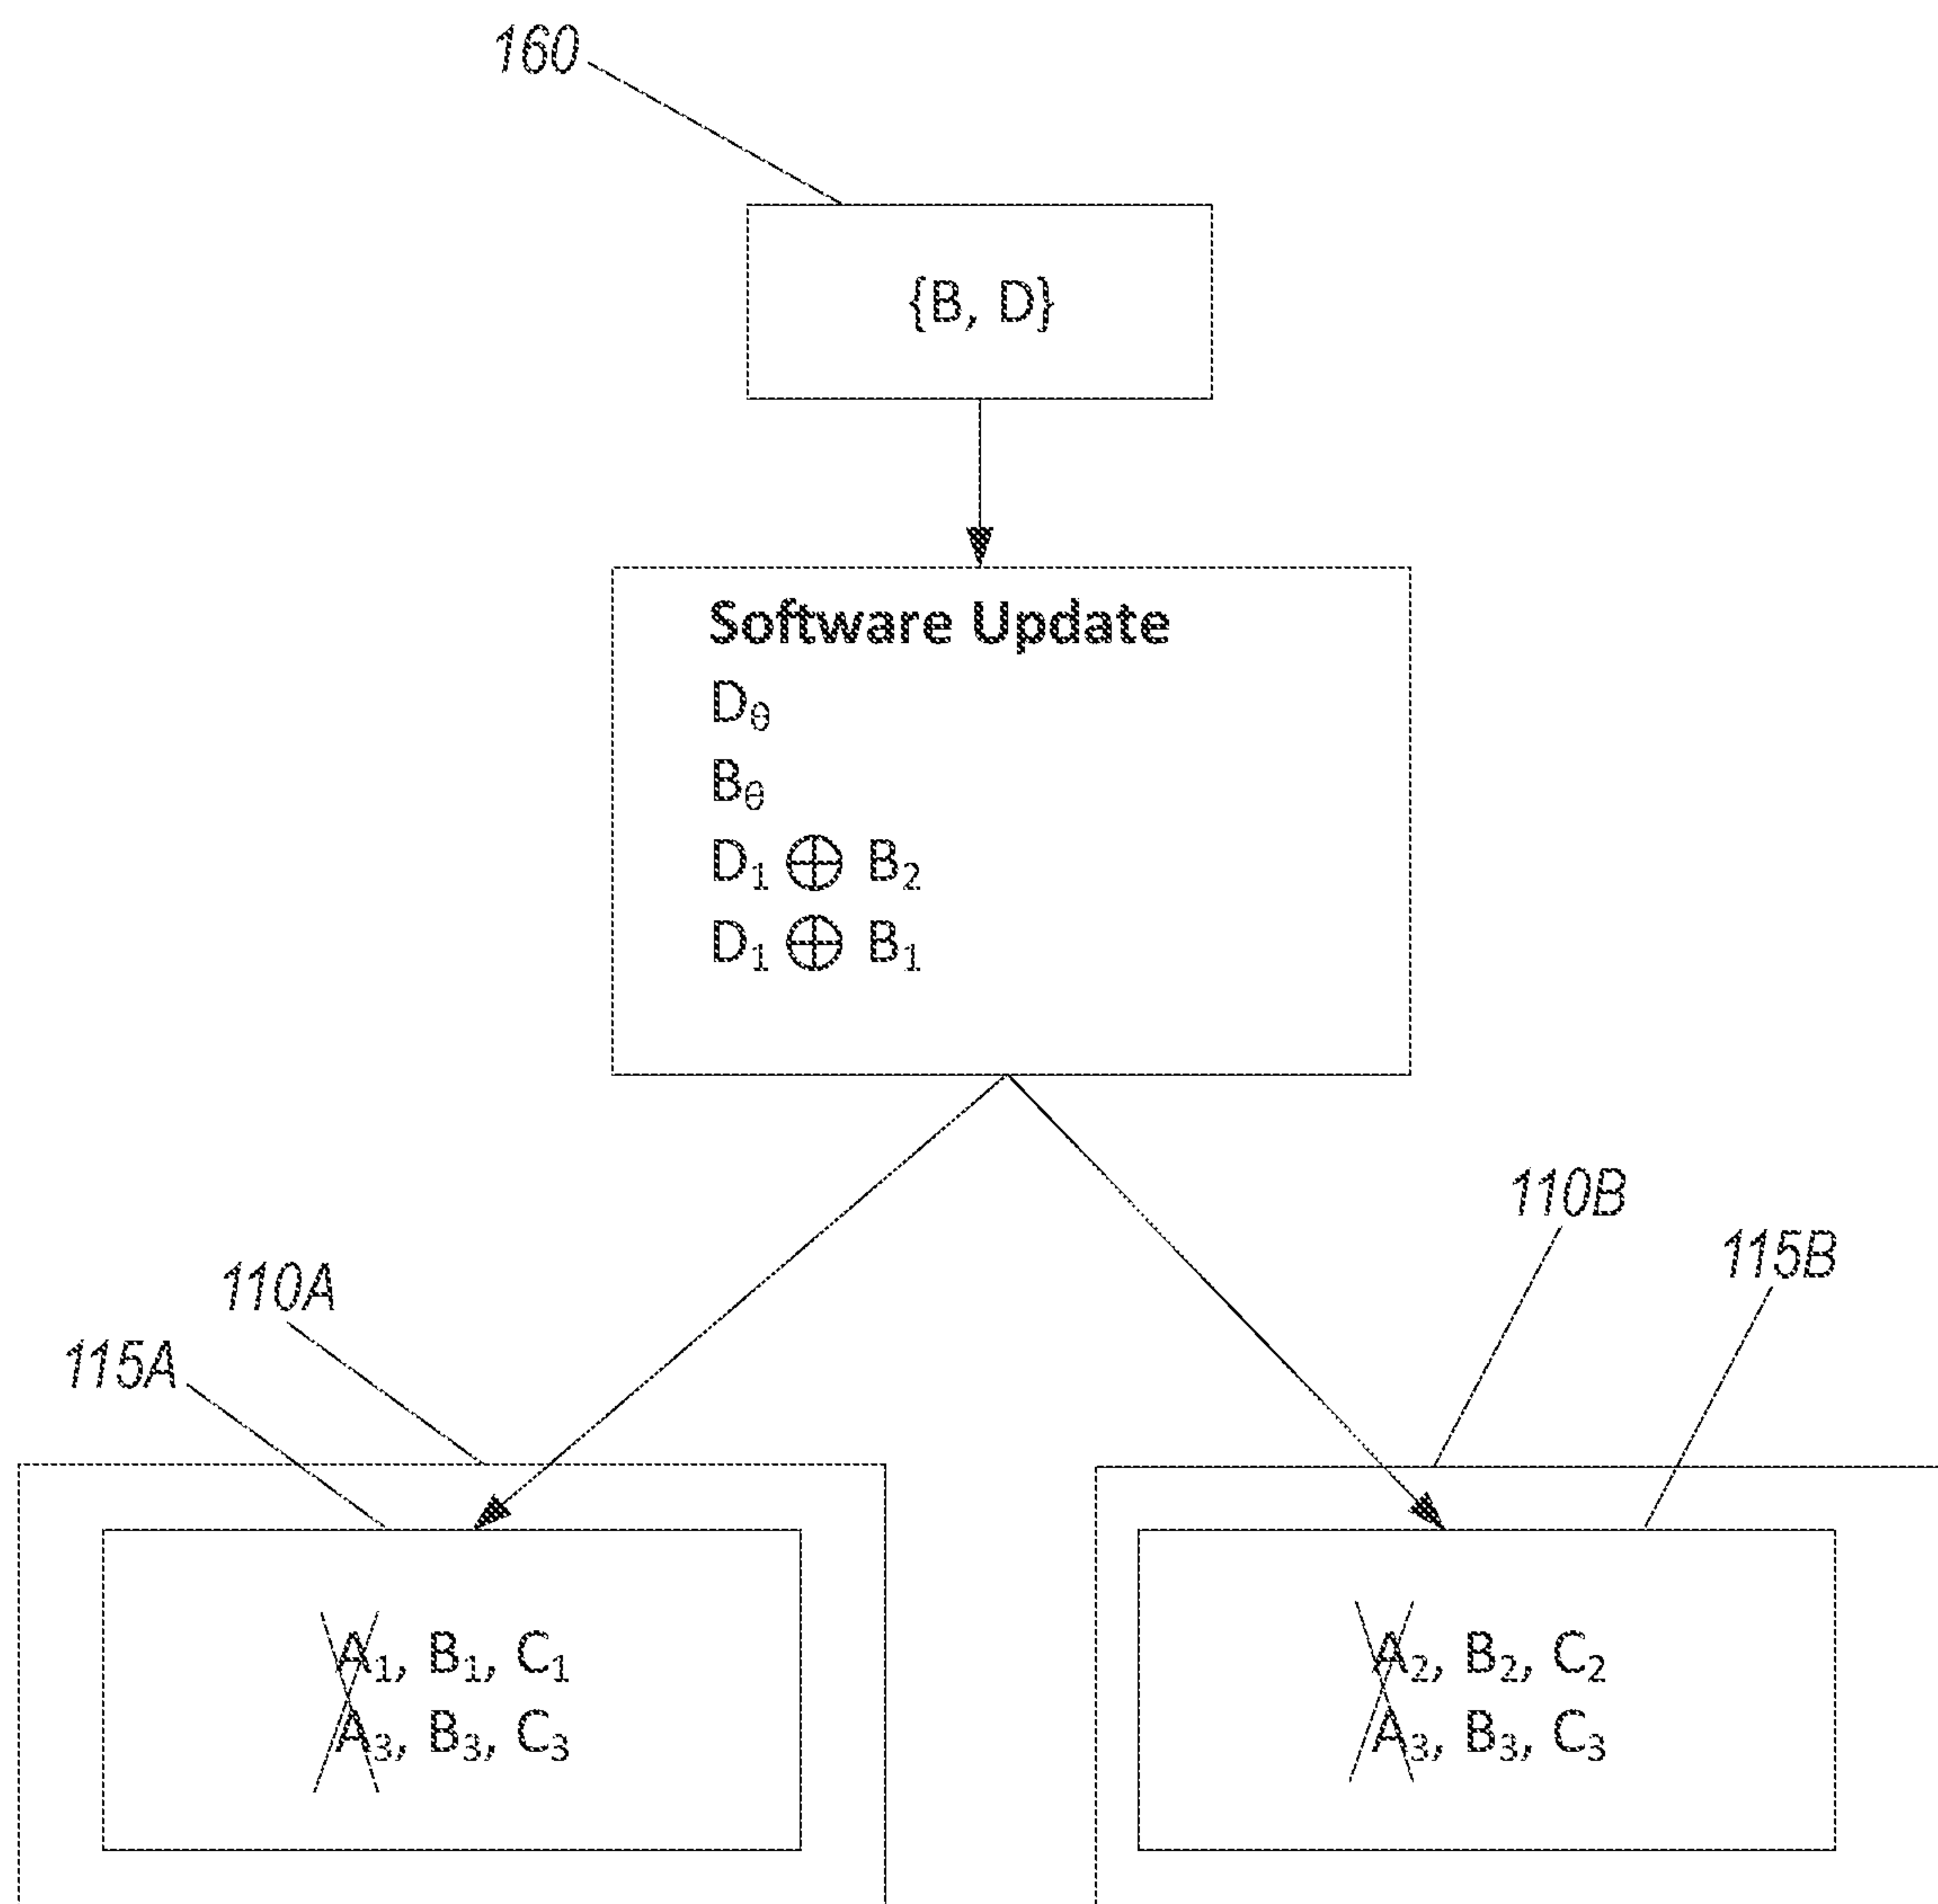 160
{B, D}
Software Update
Dθ
Bθ
D₁ ⊕ B₂
D₁ ⊕ B₁
110B
115B
110A
115A
A₁, B₁, C₁
A₃, B₃, C₃
A₂, B₂, C₂
A₃, B₃, C₃